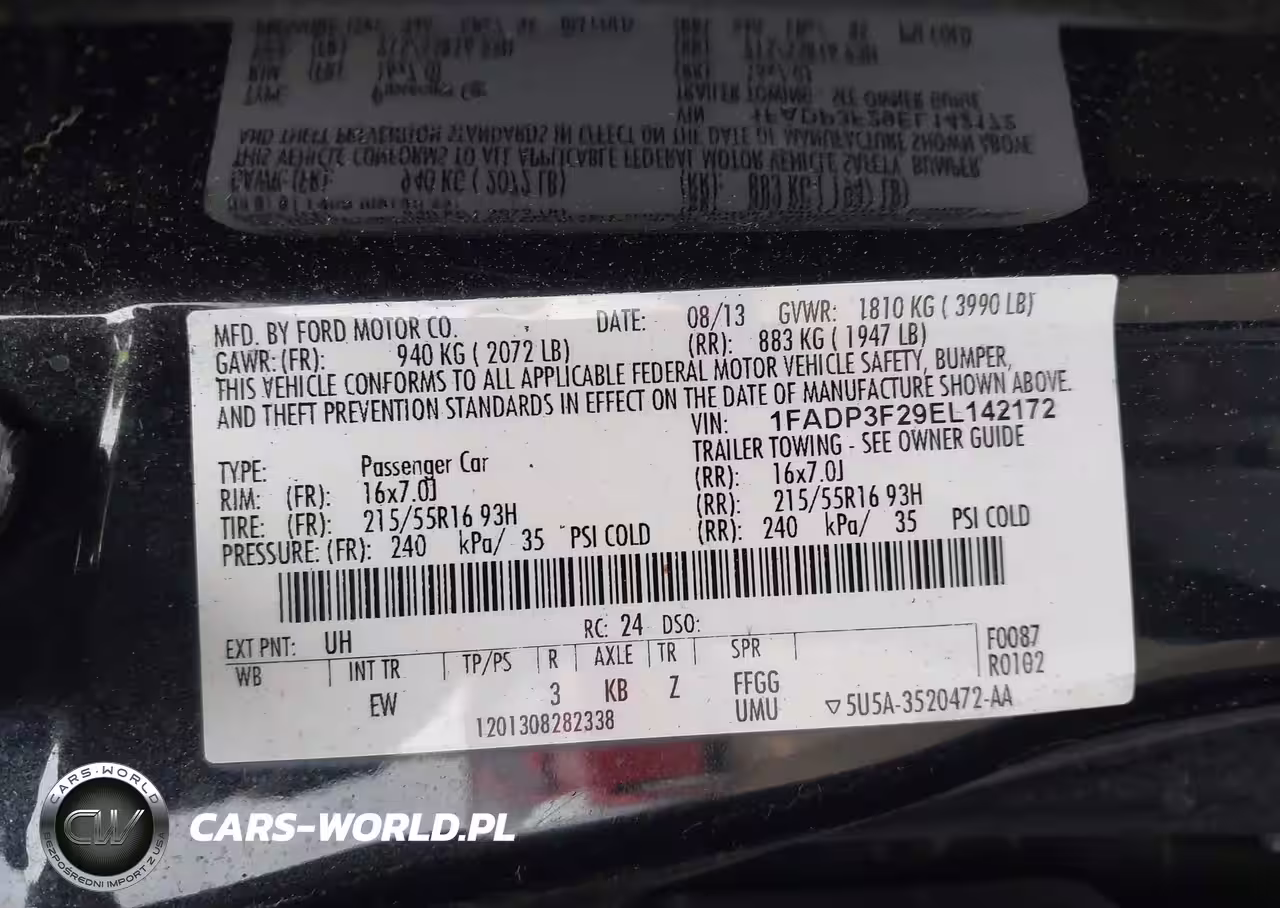 MFD. BY FORD MOTOR CO. DATE: 08/13 GVWR: 1810 KG ( 3990 LB)
GAWR: (FR): 940 KG ( 2072 LB) (RR): 883 KG ( 1947 LB)
THIS VEHICLE CONFORMS TO ALL APPLICABLE FEDERAL MOTOR VEHICLE SAFETY, BUMPER,
AND THEFT PREVENTION STANDARDS IN EFFECT ON THE DATE OF MANUFACTURE SHOWN ABOVE.
VIN: 1FADP3F29EL142172
TYPE: Passenger Car TRAILER TOWING - SEE OWNER GUIDE
RIM: (FR): 16x7.0J (RR): 16x7.0J
TIRE: (FR): 215/55R16 93H (RR): 215/55R16 93H
PRESSURE: (FR): 240 kPa/ 35 PSI COLD (RR): 240 kPa/ 35 PSI COLD
EXT PNT: UH RC: 24 DSO:
WB INT TR TP/PS R AXLE TR SPR F0087
R0102
EW 3 KB Z FFGG
UMU
1201308282338 ▽5U5A-3520472-AA
CARS-WORLD
CW
BEZPOŚREDNI IMPORT Z USA
CARS-WORLD.PL